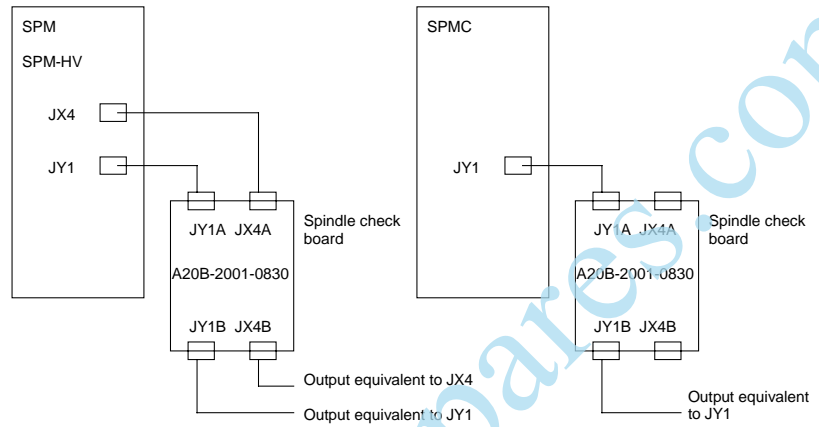 SPM
SPM-HV
JX4
JY1
JY1A JX4A
Spindle check
board
A20B-2001-0830
JY1B JX4B
Output equivalent to JX4
Output equivalent to JY1
SPMC
JY1
JY1A JX4A
Spindle check
board
A20B-2001-0830
JY1B JX4B
Output equivalent
to JY1
pares.com